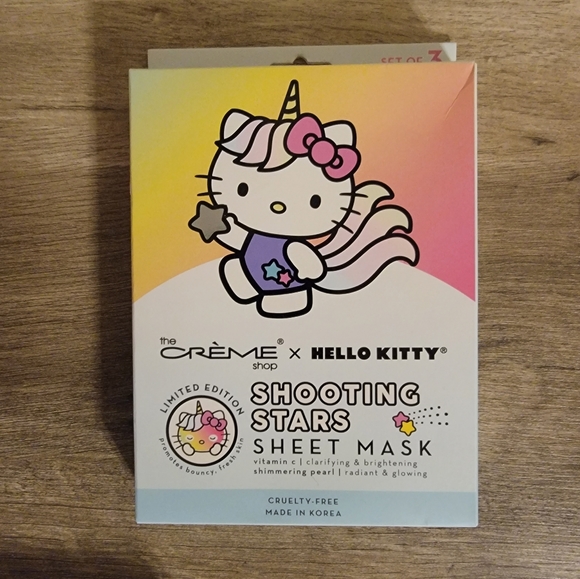 SET OF 3
the
CRÈME® × HELLO KITTY®
shop
LIMITED EDITION
promotes bouncy, fresh skin
SHOOTING
STARS
SHEET MASK
vitamin c | clarifying & brightening
shimmering pearl | radiant & glowing
CRUELTY-FREE
MADE IN KOREA